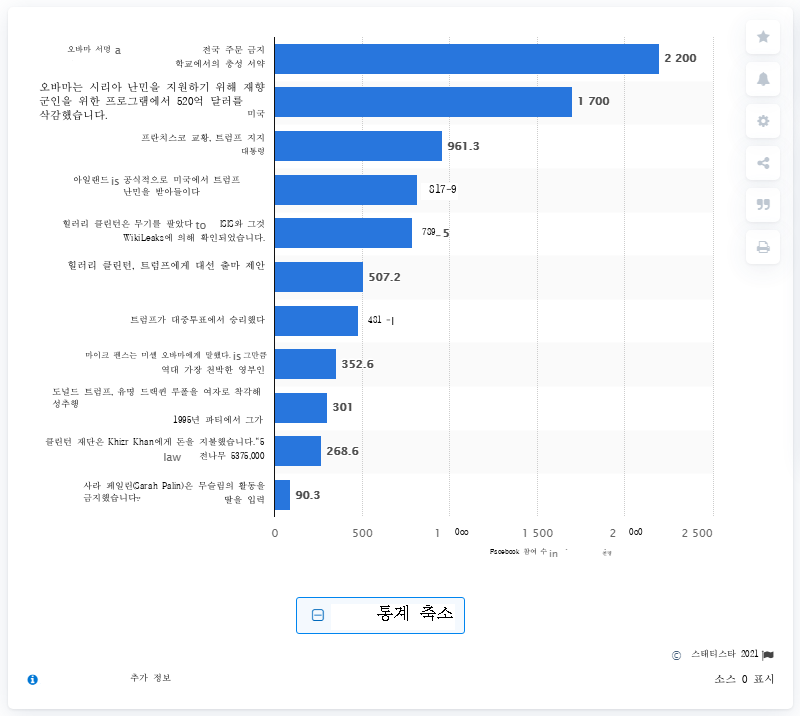 오바마 서명 a 전국 주문 금지
학교에서의 충성 서약
2 200
오바마는 시리아 난민을 지원하기 위해 재향
군인을 위한 프로그램에서 520억 달러를
삭감했습니다. 미국
1 700
프란치스코 교황, 트럼프 지지
대통령
961.3
아일랜드 is 공식적으로 미국에서 트럼프
난민을 받아들이다
817-9
힐러리 클린턴은 무기를 팔았다 to ISIS와 그것
WikiLeaks에 의해 확인되었습니다.
789_ 5
힐러리 클린턴, 트럼프에게 대선 출마 제안
507.2
트럼프가 대중투표에서 승리했다
481 -|
마이크 펜스는 미셸 오바마에게 말했다. is 그만큼
역대 가장 천박한 영부인
352.6
도널드 트럼프, 유명 드랙퀸 루폴을 여자로 착각해
성추행
1995년 파티에서 그가
301
클린턴 재단은 Khizr Khan에게 돈을 지불했습니다."5
law 전나무 5375,000
268.6
사라 페일린(Sarah Palin)은 무슬림의 활동을
금지했습니다
딸을 입력
90.3
0 500 1 0oo 1 500 2 0o0 2 500
Facebook 참여 수 in
통계 축소
© 스태티스타 2021
추가 정보
소스 0 표시